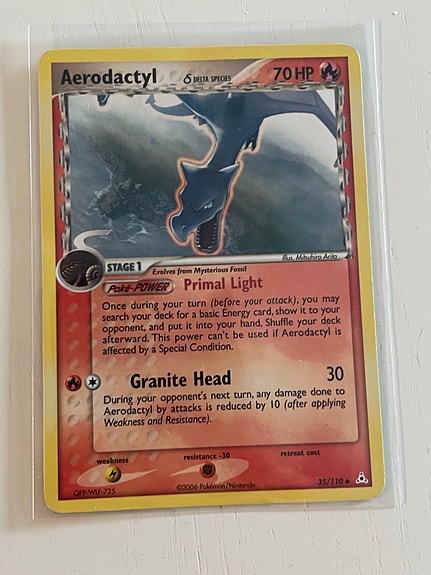 Aerodactyl δ DELTA SPECIES 70 HP
Illus. Mitsuhiro Arita
STAGE 1 Evolves from Mysterious Fossil
Poké-POWER Primal Light
Once during your turn (before your attack), you may
search your deck for a basic Energy card, show it to your
opponent, and put it into your hand. Shuffle your deck
afterward. This power can't be used if Aerodactyl is
affected by a Special Condition.
Granite Head 30
During your opponent's next turn, any damage done
to Aerodactyl by attacks is reduced by 10 (after applying
Weakness and Resistance).
weakness resistance -30 retreat cost
©2006 Pokémon/Nintendo 35/110